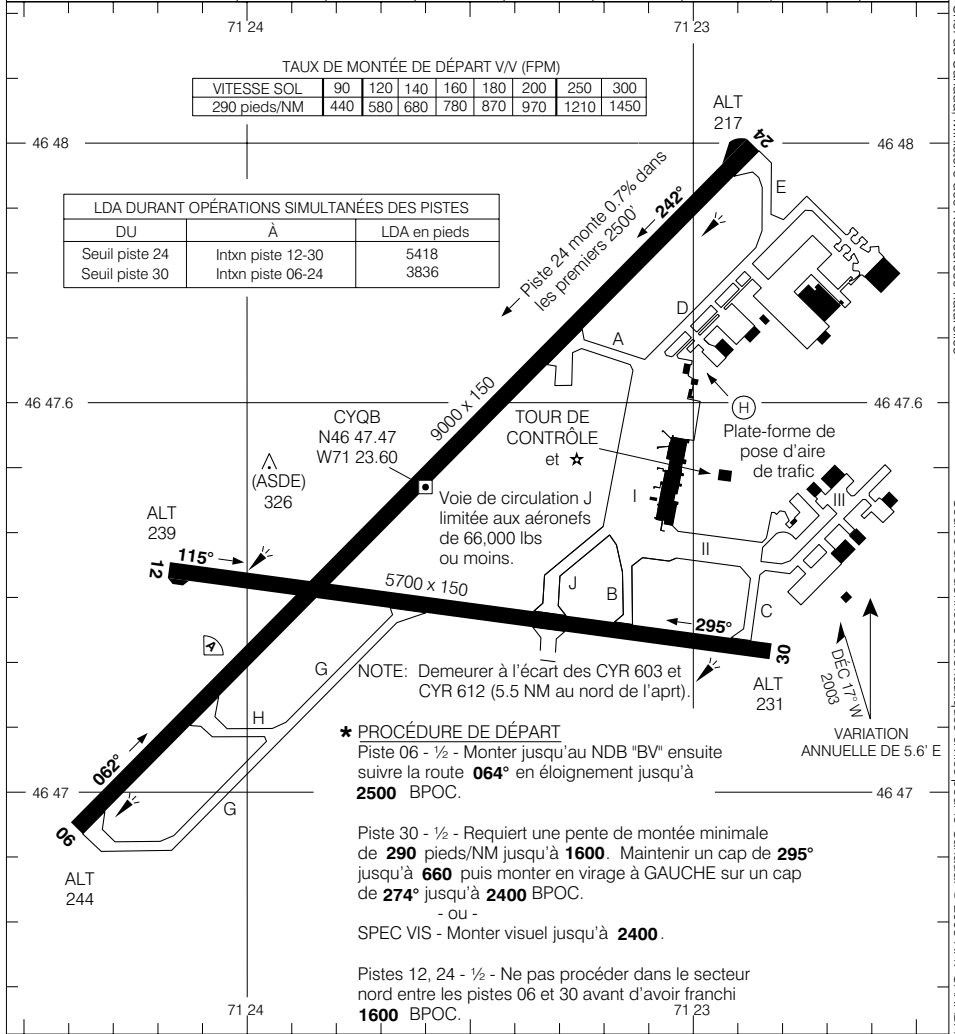 71 24
71 23
TAUX DE MONTÉE DE DÉPART V/V (FPM)
VITESSE SOL 90 120 140 160 180 200 250 300
290 pieds/NM 440 580 680 780 870 970 1210 1450
ALT
217
24
46 48
46 48
E
LDA DURANT OPÉRATIONS SIMULTANÉES DES PISTES
DU À LDA en pieds
Seuil piste 24 Intxn piste 12-30 5418
Seuil piste 30 Intxn piste 06-24 3836
242°
Piste 24 monte 0.7% dans
les premiers 2500'
D
A
46 47.6
46 47.6
9000 x 150
CYQB
N46 47.47
W71 23.60
TOUR DE
CONTRÔLE
et
H
Plate-forme de
pose d'aire
de trafic
(ASDE)
326
I
III
Voie de circulation J
limitée aux aéronefs
de 66,000 lbs
ou moins.
ALT
239
12
115°
II
5700 x 150
J
B
C
295°
30
ALT
231
A
G
NOTE: Demeurer à l'écart des CYR 603 et
CYR 612 (5.5 NM au nord de l'aprt).
DÉC 17° W
2003
VARIATION
ANNUELLE DE 5.6' E
H
* PROCÉDURE DE DÉPART
Piste 06 - ½ - Monter jusqu'au NDB "BV" ensuite
suivre la route 064° en éloignement jusqu'à
2500 BPOC.
062°
46 47
46 47
G
06
ALT
244
Piste 30 - ½ - Requiert une pente de montée minimale
de 290 pieds/NM jusqu'à 1600. Maintenir un cap de 295°
jusqu'à 660 puis monter en virage à GAUCHE sur un cap
de 274° jusqu'à 2400 BPOC.
- ou -
SPEC VIS - Monter visuel jusqu'à 2400.
Pistes 12, 24 - ½ - Ne pas procéder dans le secteur
nord entre les pistes 06 et 30 avant d'avoir franchi
1600 BPOC.
71 24
71 23